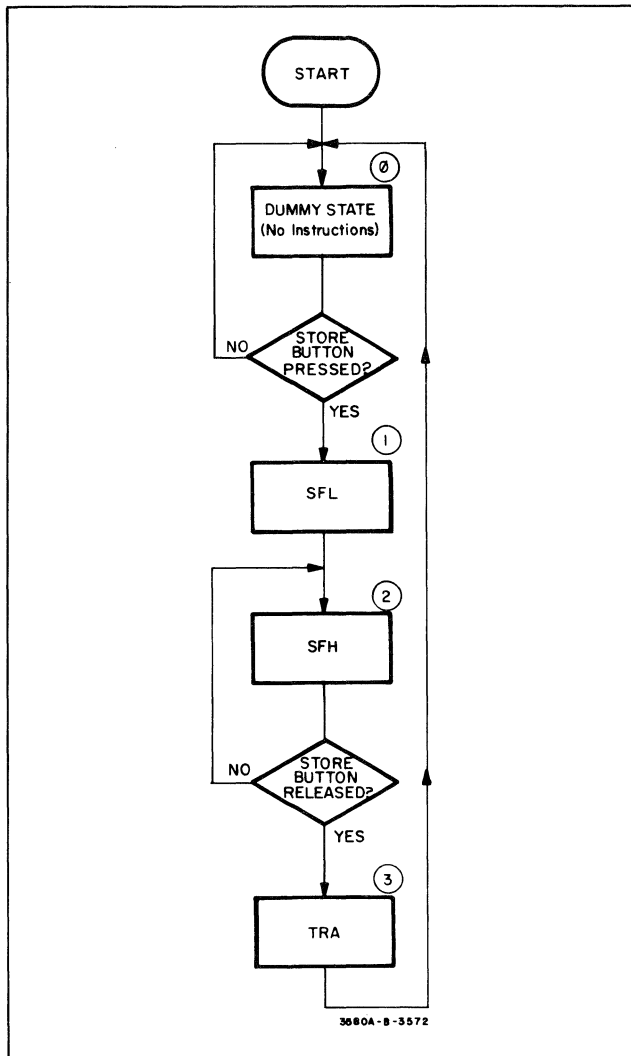 START
Ø
DUMMY STATE
(No Instructions)
STORE
BUTTON
PRESSED?
NO
YES
1
SFL
2
SFH
STORE
BUTTON
RELEASED?
NO
YES
3
TRA
3580A-B-3572